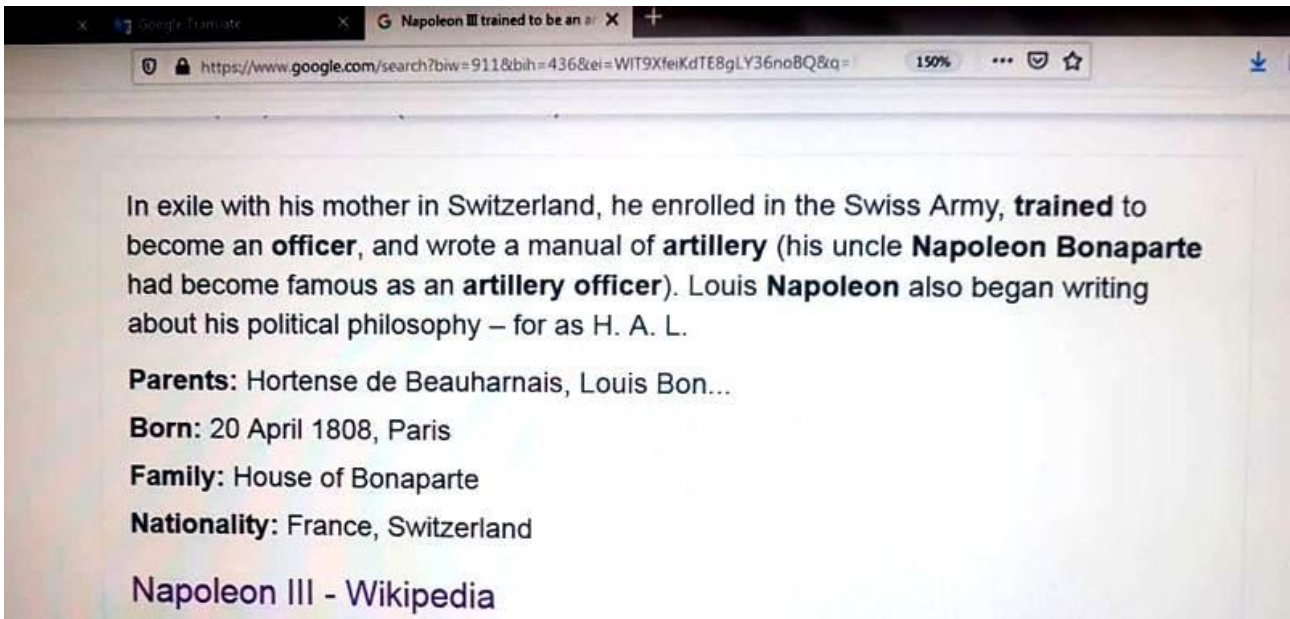 Google Translate
G Napoleon III trained to be an ar
https://www.google.com/search?biw=911&bih=436&ei=
150%
In exile with his mother in Switzerland, he enrolled in the Swiss Army, trained to
become an officer, and wrote a manual of artillery (his uncle Napoleon Bonaparte
had become famous as an artillery officer). Louis Napoleon also began writing
about his political philosophy – for as H. A. L.
Parents: Hortense de Beauharnais, Louis Bon...
Born: 20 April 1808, Paris
Family: House of Bonaparte
Nationality: France, Switzerland
Napoleon III - Wikipedia